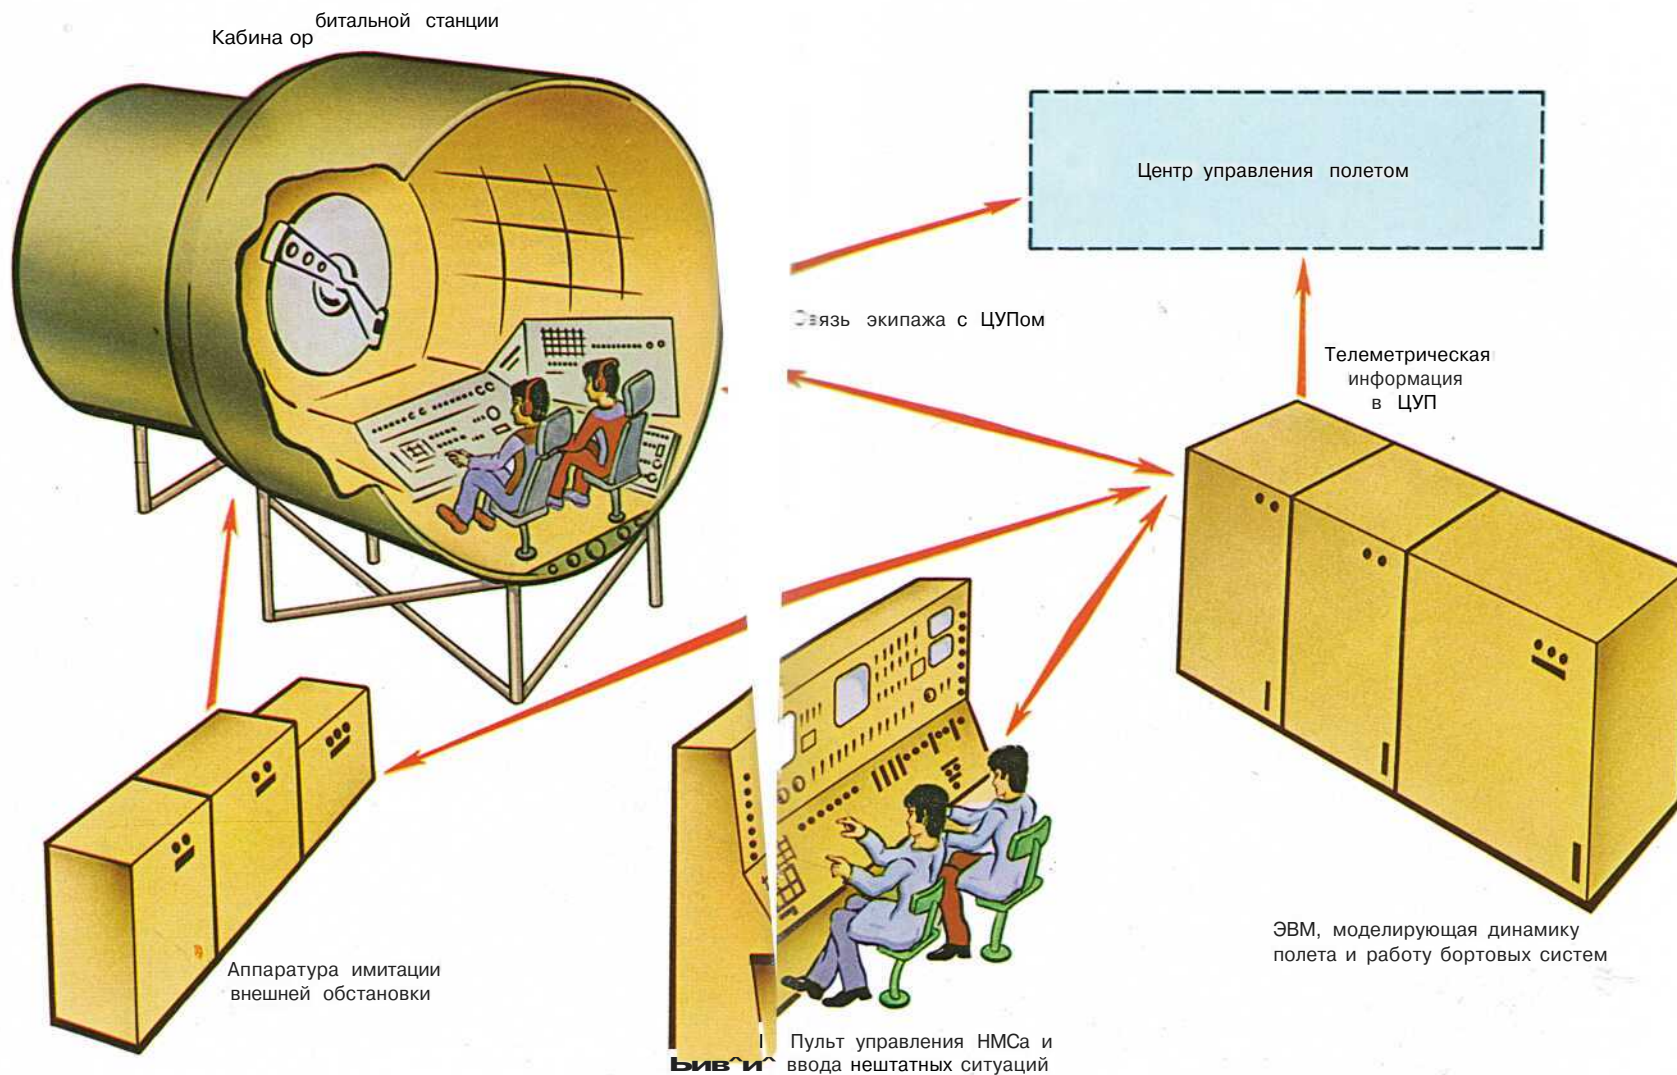 Кабина орбитальной станции
Центр управления полетом
Связь экипажа с ЦУПом
Телеметрическая
информация
в ЦУП
ЭВМ, моделирующая динамику
полета и работу бортовых систем
Аппаратура имитации
внешней обстановки
Пульт управления НМСа и
ввода нештатных ситуаций